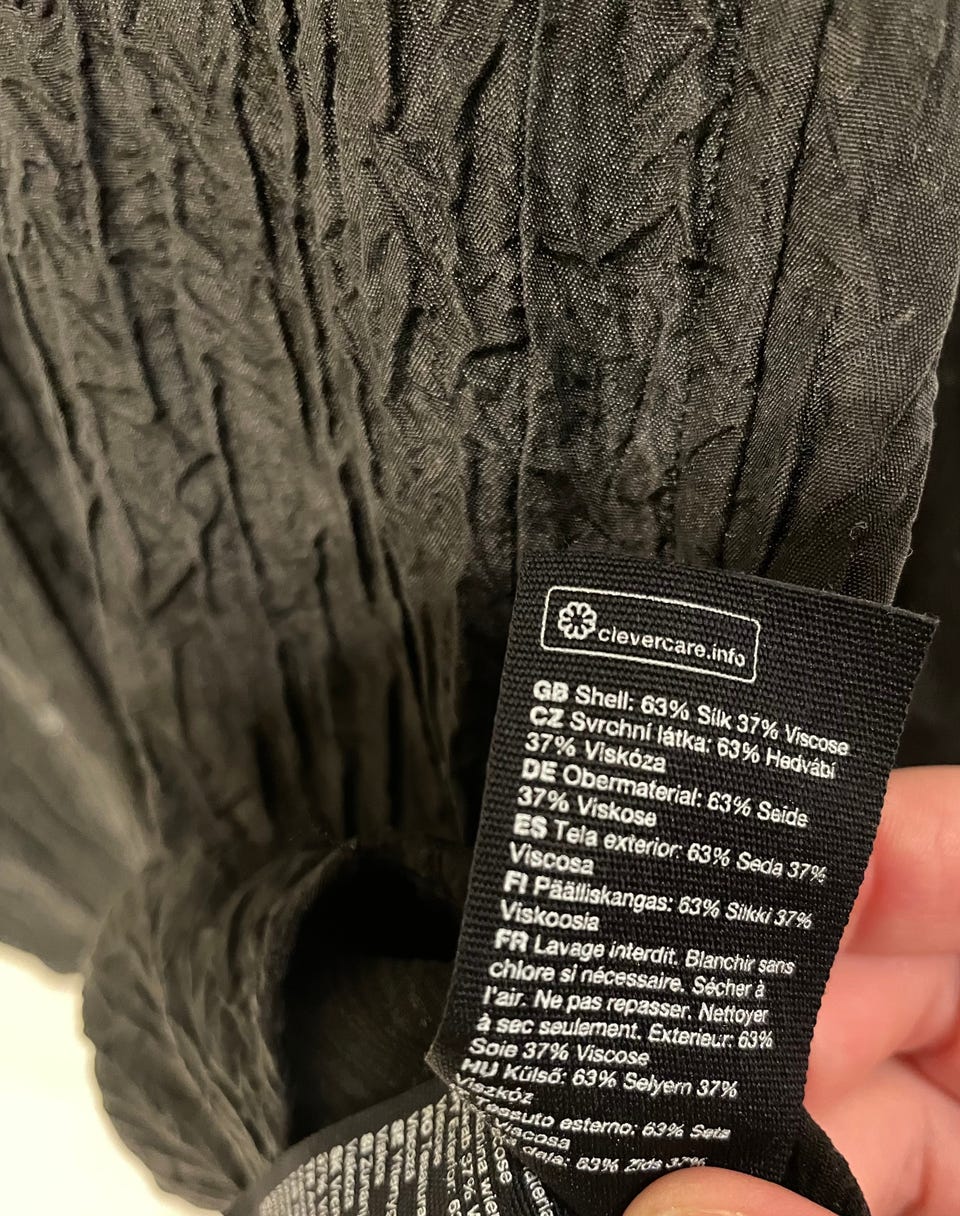 clevercare.info
GB Shell: 63% Silk 37% Viscose
CZ Svrchní látka: 63% Hedvábí
37% Viskóza
DE Obermaterial: 63% Seide
37% Viskose
ES Tela exterior: 63% Seda 37%
Viscosa
FI Päälliskangas: 63% Silkki 37%
Viskoosia
FR Lavage interdit. Blanchir sans
chlore si nécessaire. Sécher à
l'air. Ne pas repasser. Nettoyer
à sec seulement. Exterieur: 63%
Soie 37% Viscose
HU Külső: 63% Selyem 37%
Viszkóz
esterno: 63% Seta
Viscosa
63% Zīda 37%